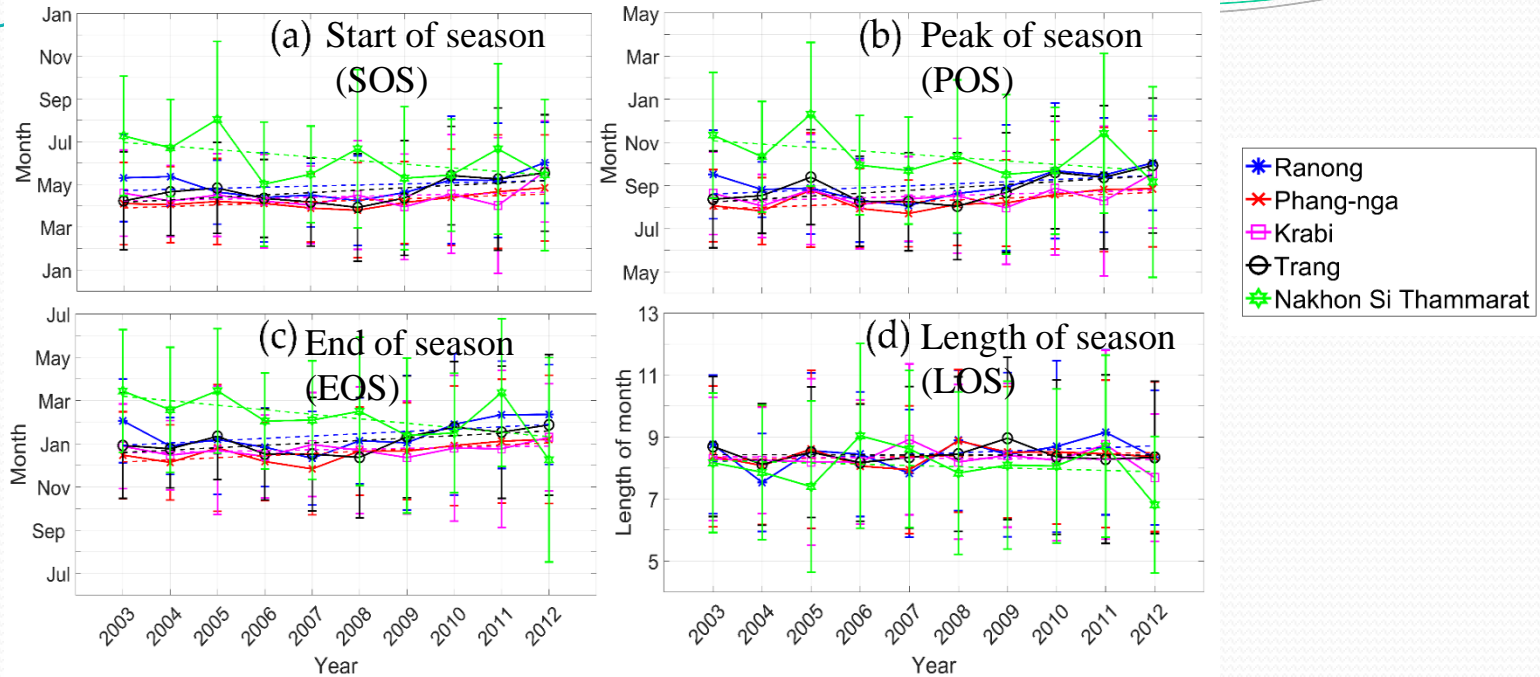 (a) Start of season
(SOS)
Month
Jan
Nov
Sep
Jul
May
Mar
Jan
(b) Peak of season
(POS)
Month
May
Mar
Jan
Nov
Sep
Jul
May
(c) End of season
(EOS)
Month
Jul
May
Mar
Jan
Nov
Sep
Jul
2003 2004 2005 2006 2007 2008 2009 2010 2011 2012
Year
(d) Length of season
(LOS)
Length of month
13
11
9
7
5
2003 2004 2005 2006 2007 2008 2009 2010 2011 2012
Year
Ranong
Phang-nga
Krabi
Trang
Nakhon Si Thammarat